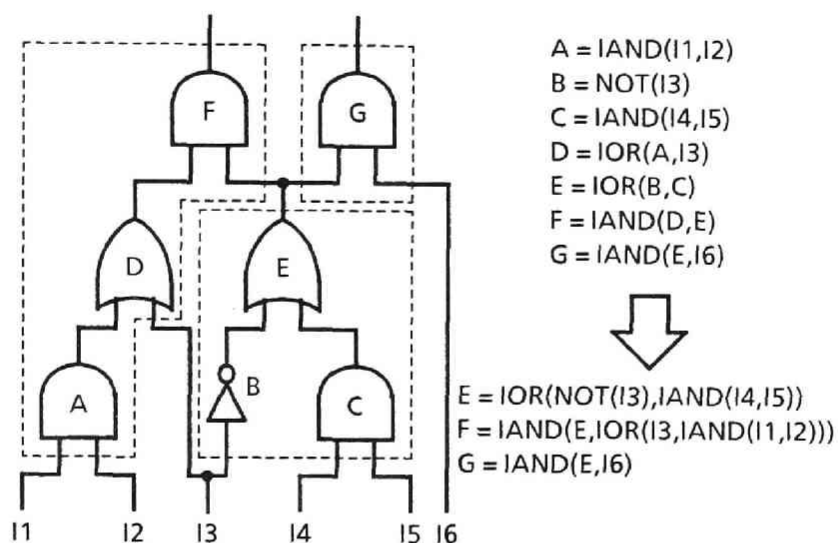 F
G
D
E
A
B
C
I1
I2
I3
I4
I5
I6
A = IAND(I1,I2)
B = NOT(I3)
C = IAND(I4,I5)
D = IOR(A,I3)
E = IOR(B,C)
F = IAND(D,E)
G = IAND(E,I6)
E = IOR(NOT(I3),IAND(I4,I5))
F = IAND(E,IOR(I3,IAND(I1,I2)))
G = IAND(E,I6)